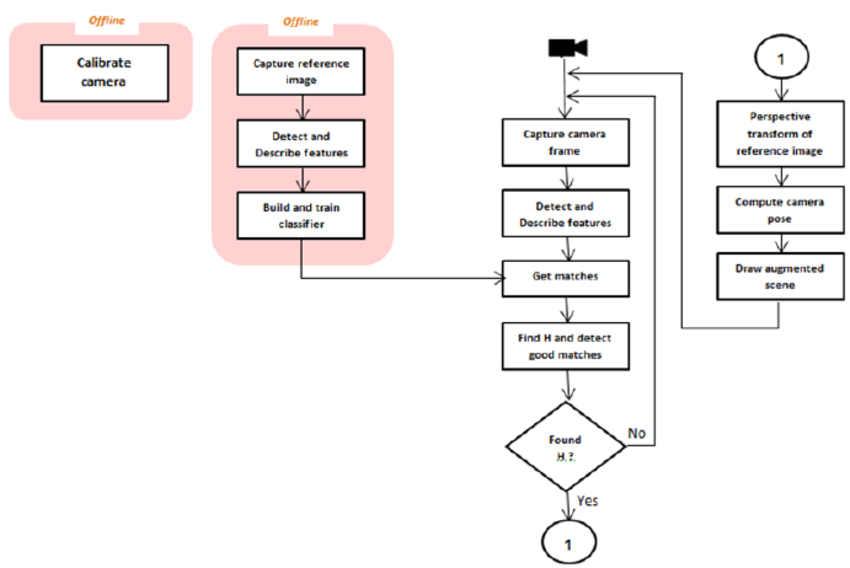 Offline
Calibrate
camera
Offline
Capture reference
image
Detect and
Describe features
Build and train
classifier
Capture camera
frame
Detect and
Describe features
Get matches
Find H and detect
good matches
Found
H ?
No
Yes
1
1
Perspective
transform of
reference image
Compute camera
pose
Draw augmented
scene